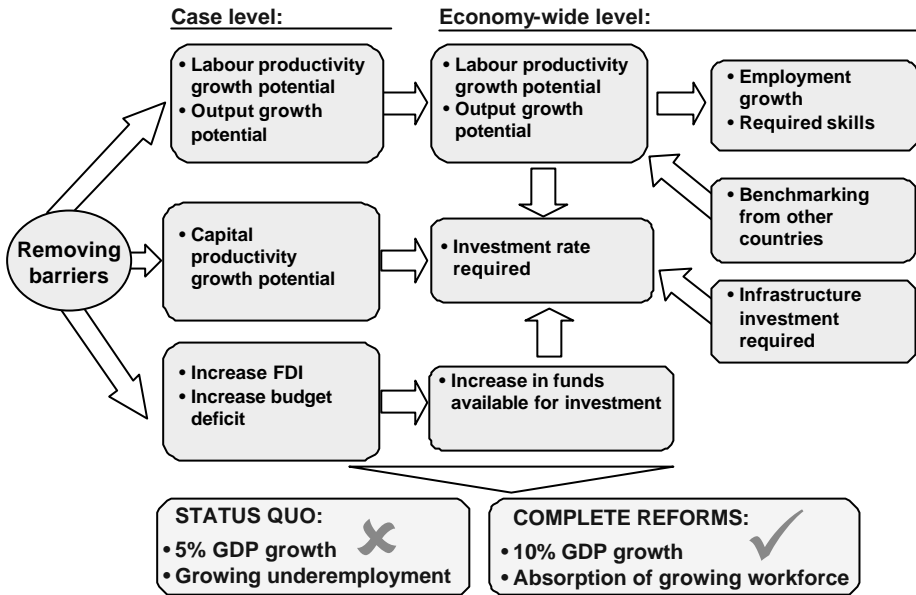 Case level:
Economy-wide level:
• Labour productivity
growth potential
• Output growth
potential
• Labour productivity
growth potential
• Output growth
potential
• Employment
growth
• Required skills
Removing
barriers
• Capital
productivity
growth potential
• Investment rate
required
• Benchmarking
from other
countries
• Infrastructure
investment
required
• Increase FDI
• Increase budget
deficit
• Increase in funds
available for investment
STATUS QUO:
• 5% GDP growth
• Growing underemployment
COMPLETE REFORMS:
• 10% GDP growth
• Absorption of growing workforce